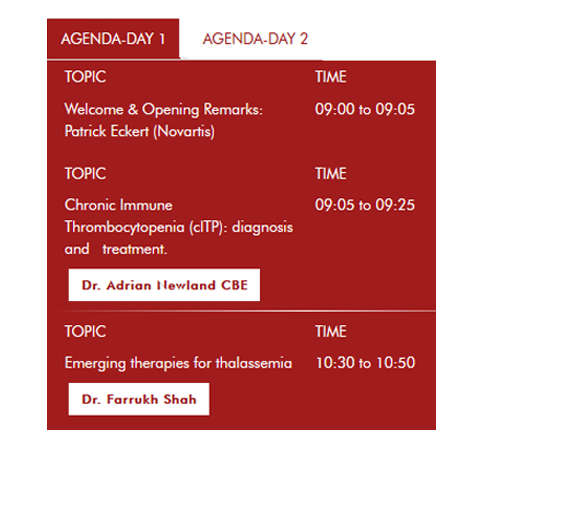 AGENDA-DAY 1 AGENDA-DAY 2
TOPIC TIME
Welcome & Opening Remarks: 09:00 to 09:05
Patrick Eckert (Novartis)
TOPIC TIME
Chronic Immune 09:05 to 09:25
Thrombocytopenia (cITP): diagnosis
and treatment.
Dr. Adrian Newland CBE
TOPIC TIME
Emerging therapies for thalassemia 10:30 to 10:50
Dr. Farrukh Shah